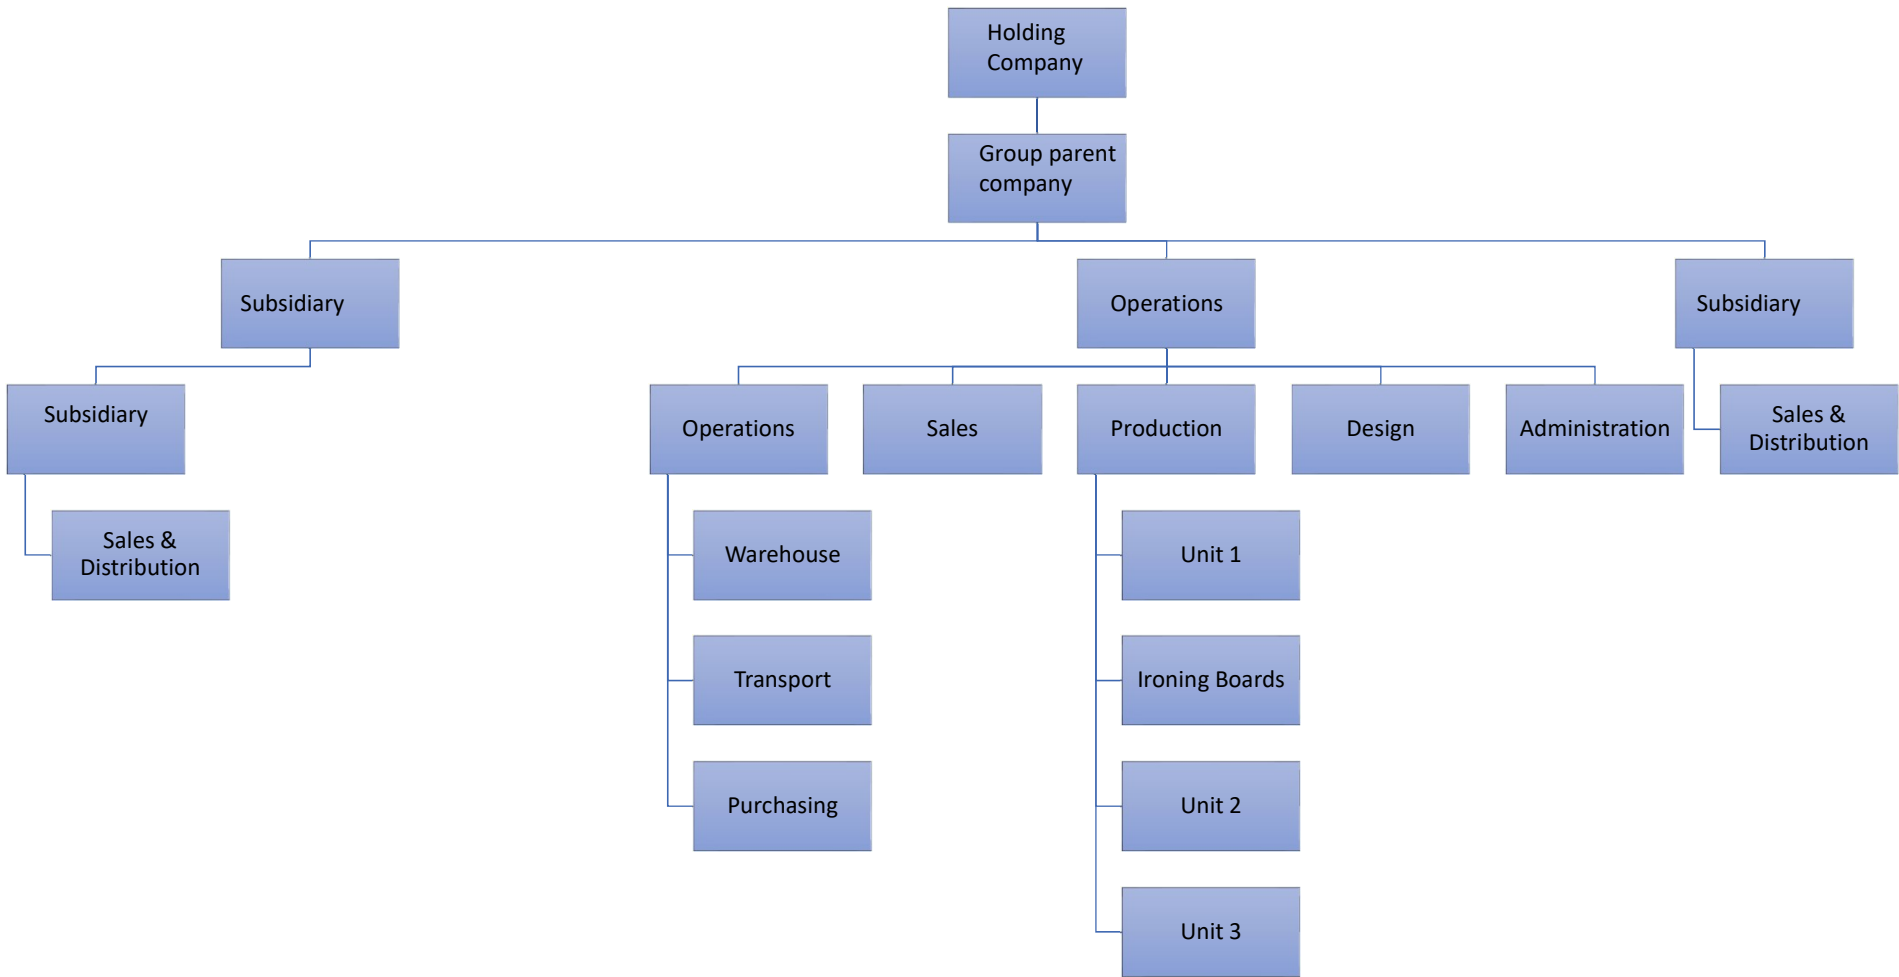 Holding
Company
Group parent
company
Subsidiary
Operations
Subsidiary
Subsidiary
Operations
Sales
Production
Design
Administration
Sales &
Distribution
Sales &
Distribution
Warehouse
Unit 1
Transport
Ironing Boards
Purchasing
Unit 2
Unit 3